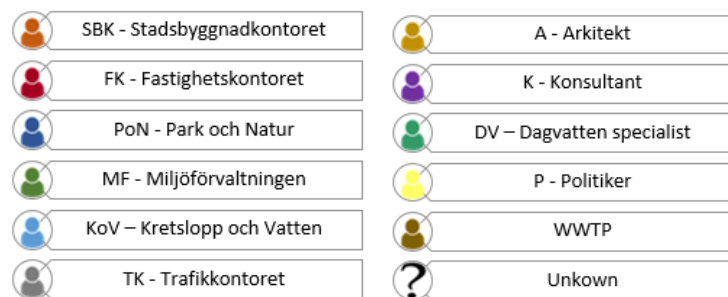 SBK - Stadsbyggnadkontoret
FK - Fastighetskontoret
PoN - Park och Natur
MF - Miljöförvaltningen
KoV – Kretslopp och Vatten
TK - Trafikkontoret
A - Arkitekt
K - Konsultant
DV – Dagvatten specialist
P - Politiker
WWTP
? Unkown